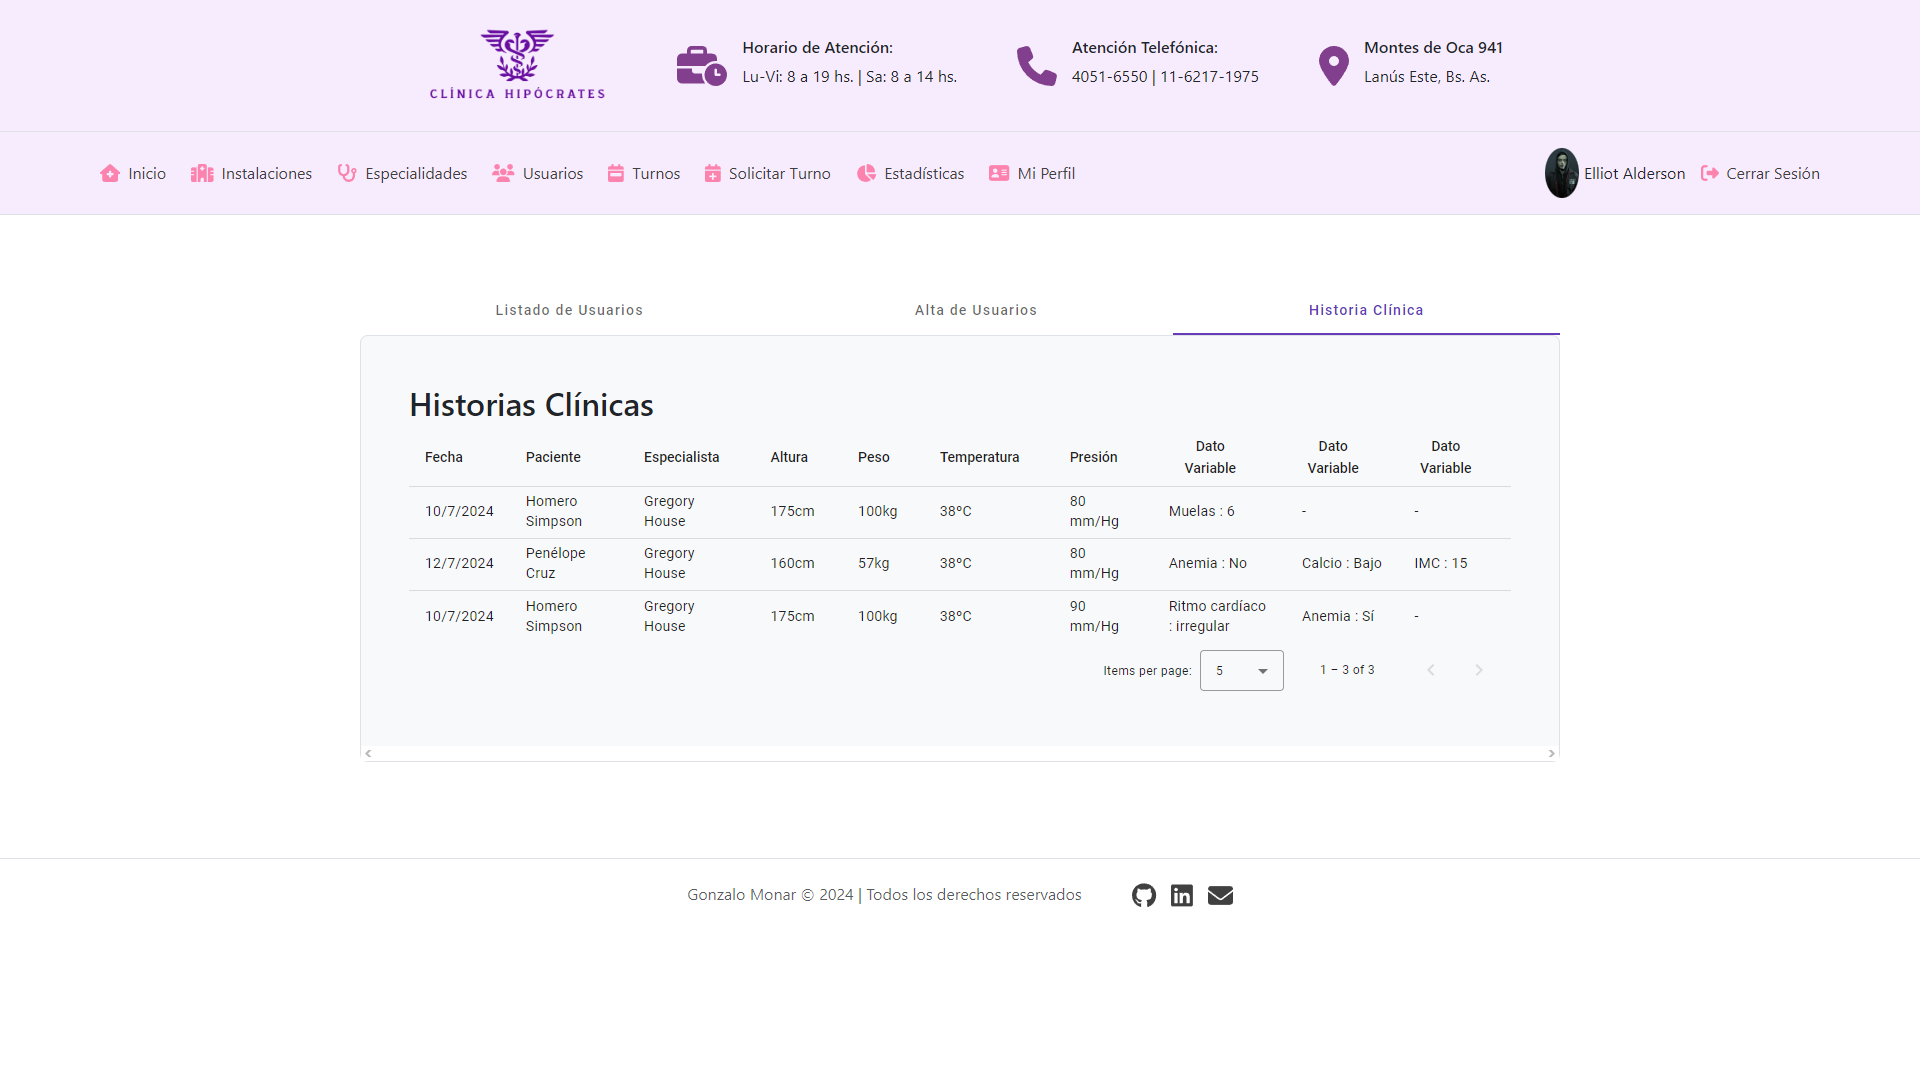 CLÍNICA HIPÓCRATES
Horario de Atención:
Lu-Vi: 8 a 19 hs. | Sa: 8 a 14 hs.
Atención Telefónica:
4051-6550 | 11-6217-1975
Montes de Oca 941
Lanús Este, Bs. As.
Inicio Instalaciones Especialidades Usuarios Turnos Solicitar Turno Estadísticas Mi Perfil Elliot Alderson Cerrar Sesión
Listado de Usuarios Alta de Usuarios Historia Clínica
Historias Clínicas
Fecha Paciente Especialista Altura Peso Temperatura Presión Dato Variable Dato Variable Dato Variable
10/7/2024 Homero Simpson Gregory House 175cm 100kg 38ºC 80 mm/Hg Muelas : 6 - -
12/7/2024 Penélope Cruz Gregory House 160cm 57kg 38ºC 80 mm/Hg Anemia : No Calcio : Bajo IMC : 15
10/7/2024 Homero Simpson Gregory House 175cm 100kg 38ºC 90 mm/Hg Ritmo cardíaco : irregular Anemia : Sí -
Items per page: 5 1 – 3 of 3
Gonzalo Monar © 2024 | Todos los derechos reservados